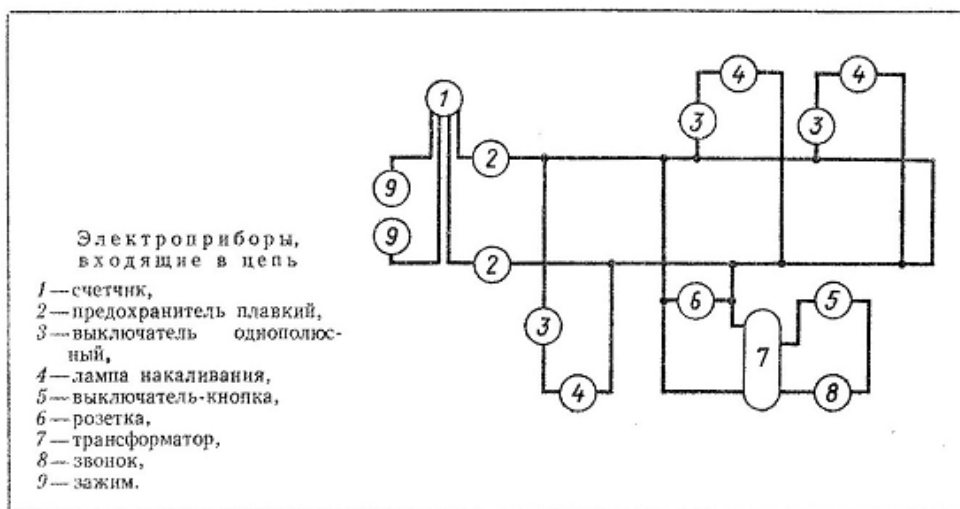 Электроприборы,
входящие в цепь
1—счетчик,
2—предохранитель плавкий,
3—выключатель однополюс-
ный,
4—лампа накаливания,
5—выключатель-кнопка,
6—розетка,
7—трансформатор,
8—звонок,
9—зажим.
4 4
1 3 3
2
9
9
2
6 5
3
7
4 8